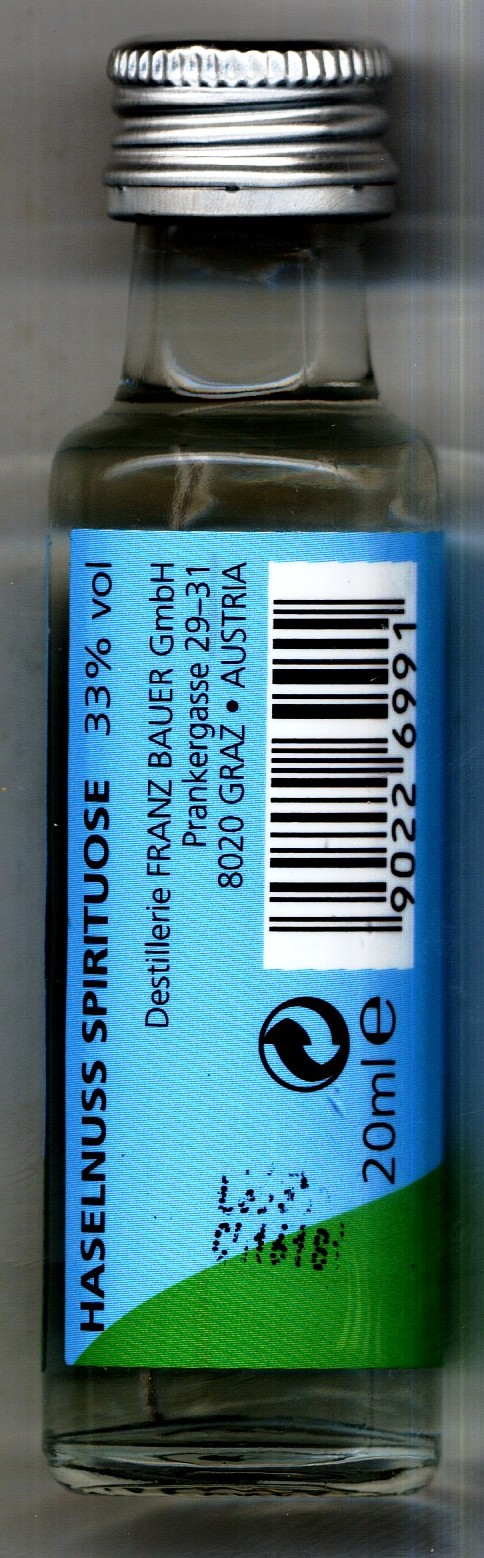 HASELNUSS SPIRITUOSE 33% vol
Destillerie FRANZ BAUER GmbH
Prankergasse 29–31
8020 GRAZ • AUSTRIA
9022 6991
20ml e